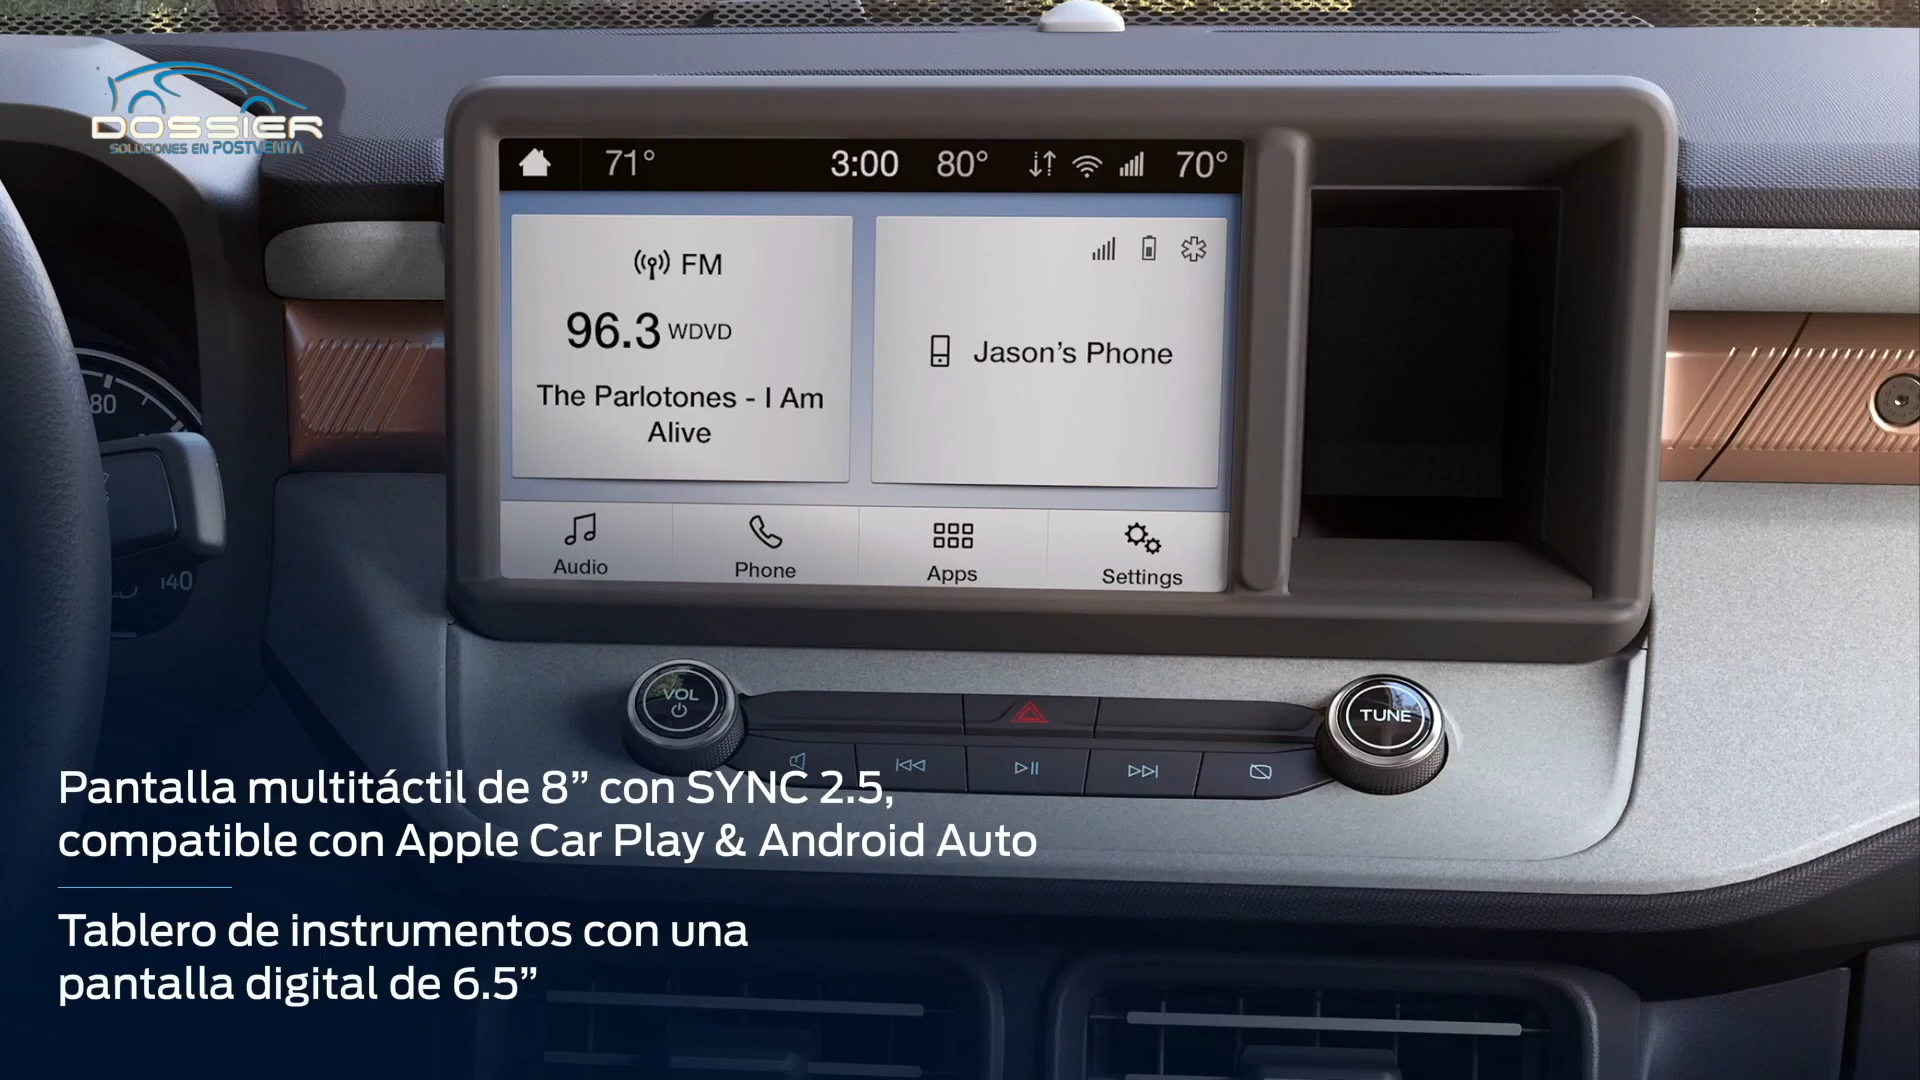 DOSSIER
SOLUCIONES EN POSTVENTA
71° 3:00 80° 70°
FM
96.3 WDVD
The Parlotones - I Am
Alive
Jason's Phone
Audio Phone Apps Settings
80
140
VOL
TUNE
Pantalla multitáctil de 8” con SYNC 2.5,
compatible con Apple Car Play & Android Auto
Tablero de instrumentos con una
pantalla digital de 6.5”